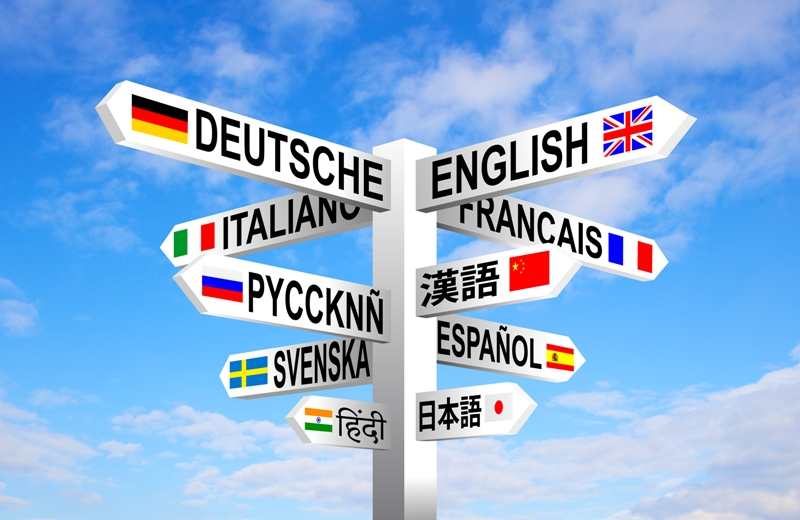 DEUTSCHE
ENGLISH
ITALIANO
FRANCAIS
PYCCKNÑ
漢語
SVENSKA
ESPAÑOL
हिंदी
日本語